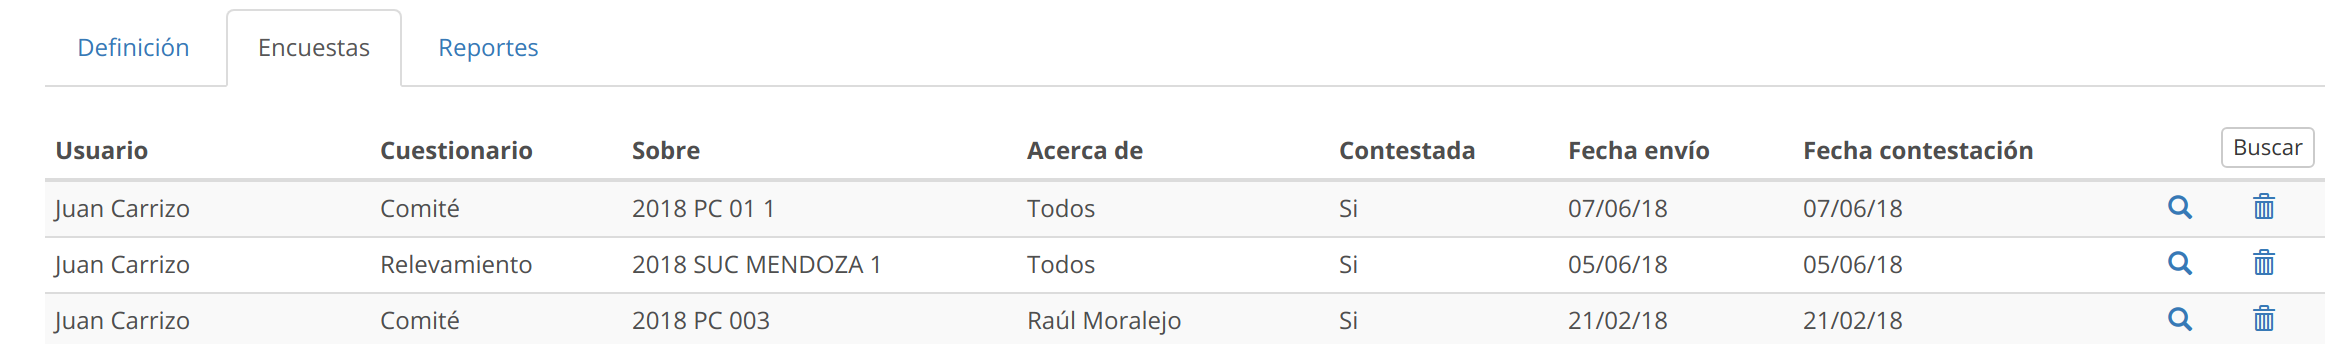 Definición Encuestas Reportes
Usuario Cuestionario Sobre Acerca de Contestada Fecha envío Fecha contestación Buscar
Juan Carrizo Comité 2018 PC 01 1 Todos Si 07/06/18 07/06/18
Juan Carrizo Relevamiento 2018 SUC MENDOZA 1 Todos Si 05/06/18 05/06/18
Juan Carrizo Comité 2018 PC 003 Raúl Moralejo Si 21/02/18 21/02/18